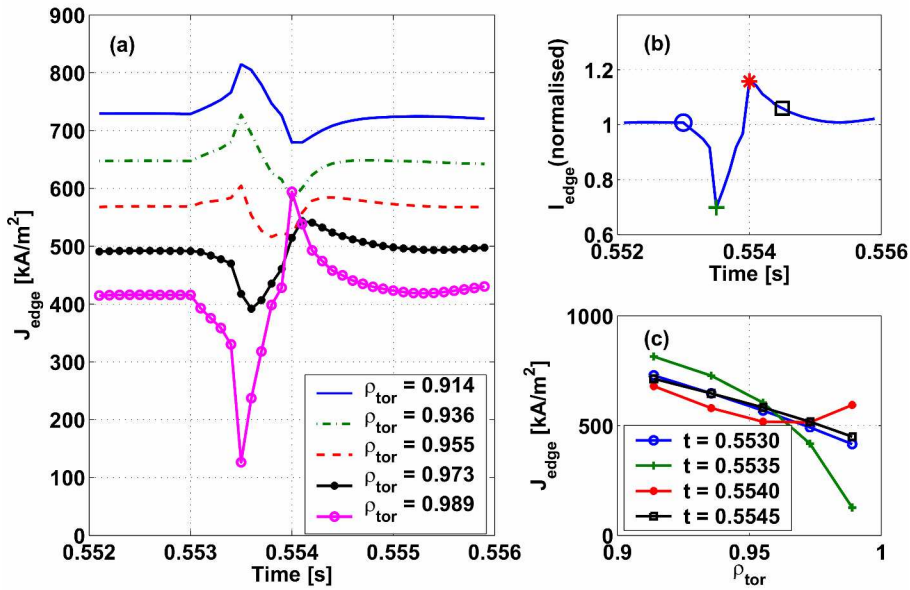 (a)
900
800
700
600
500
400
300
200
100
0
J_edge [kA/m²]
0.552 0.553 0.554 0.555 0.556
Time [s]
ρ_tor = 0.914
ρ_tor = 0.936
ρ_tor = 0.955
ρ_tor = 0.973
ρ_tor = 0.989
(b)
1.4
1.2
1
0.8
0.6
I_edge(normalised)
0.552 0.554 0.556
Time [s]
(c)
1000
500
0
J_edge [kA/m²]
t = 0.5530
t = 0.5535
t = 0.5540
t = 0.5545
0.9 0.95 1
ρ_tor